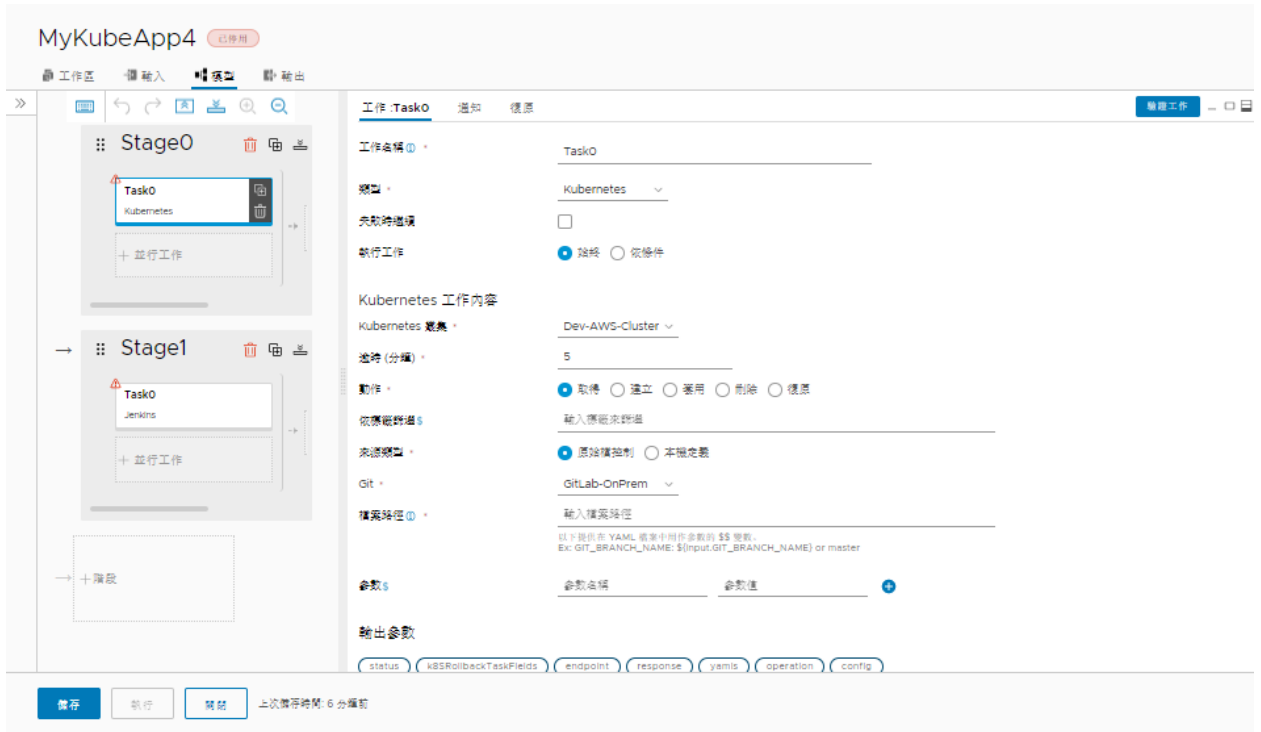 MyKubeApp4 已停用
工作區 輸入 模型 輸出
工作 :Task0 通知 復原 驗證工作
Stage0
Task0
Kubernetes
+ 並行工作
Stage1
Task0
Jenkins
+ 並行工作
+ 階段
工作名稱 * Task0
類型 * Kubernetes
失敗時繼續
執行工作 始終 依條件
Kubernetes 工作內容
Kubernetes 叢集 * Dev-AWS-Cluster
逾時 (分鐘) * 5
動作 * 取得 建立 套用 刪除 復原
依標籤篩選 $ 輸入標籤來篩選
來源類型 * 原始檔控制 本機定義
Git * GitLab-OnPrem
檔案路徑 * 輸入檔案路徑
以下提供在 YAML 檔案中用作參數的 $$ 變數。
Ex: GIT_BRANCH_NAME: ${input.GIT_BRANCH_NAME} or master
參數 $ 參數名稱 參數值
輸出參數
status k8SRollbackTaskFields endpoint response yamls operation config
儲存 執行 關閉 上次儲存時間: 6 分鐘前